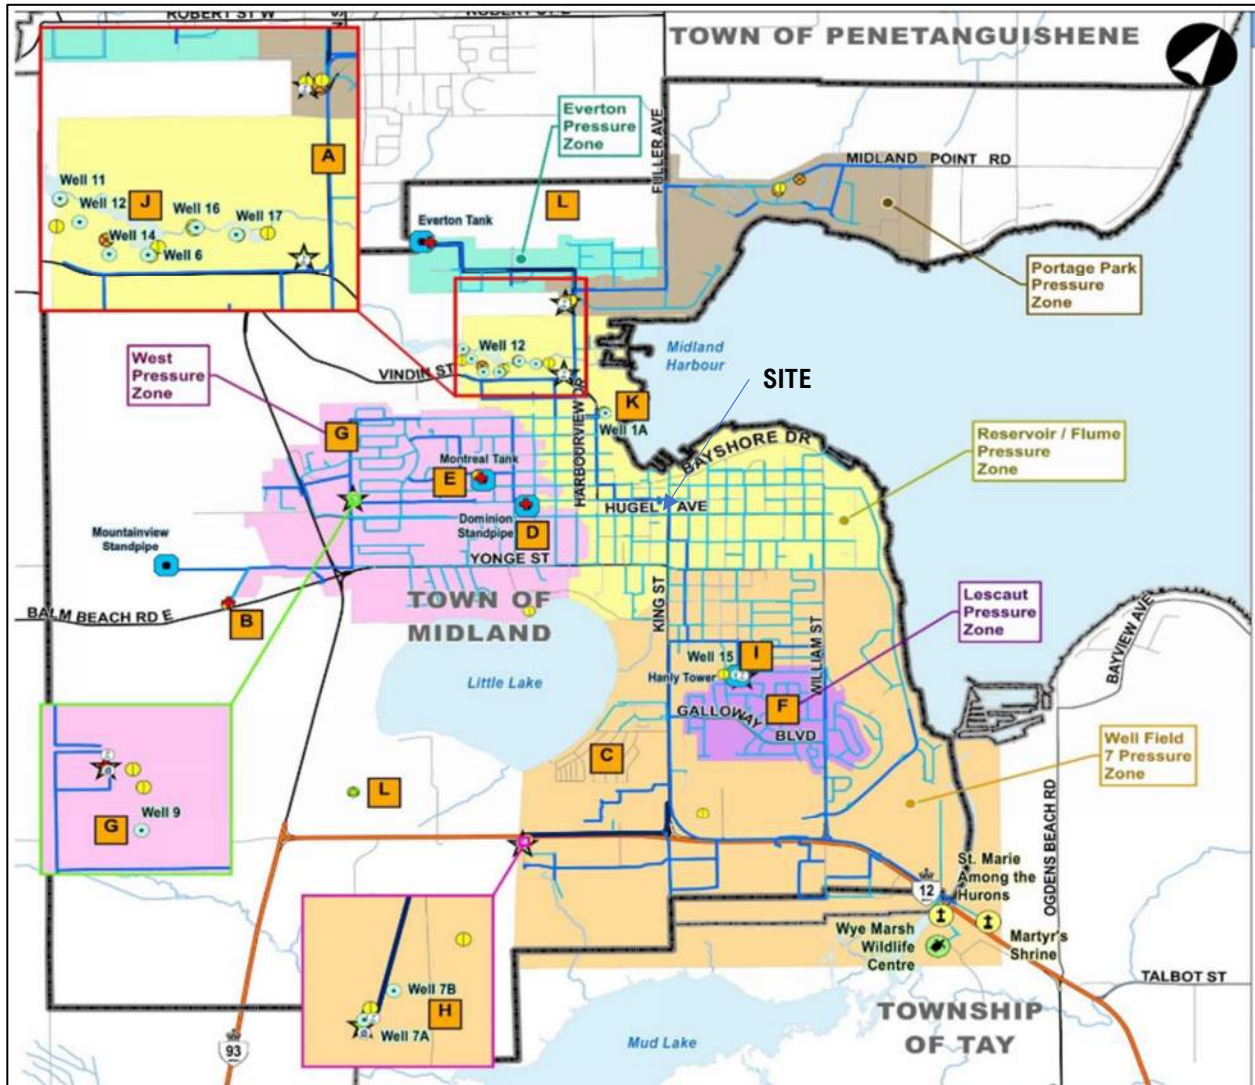 ROBERT ST W
TOWN OF PENETANGUISHENE
Everton
Pressure
Zone
FULLER AVE
MIDLAND POINT RD
A
L
Well 11
J
Well 12
Well 16
Well 17
Well 14
Well 6
Everton Tank
Portage Park
Pressure
Zone
West
Pressure
Zone
Well 12
VINDIN ST
Midland
Harbour
SITE
HARBOURVIEW DR
K
Well 1A
G
BAYSHORE DR
Reservoir / Flume
Pressure
Zone
Montreal Tank
E
HUGEL AVE
Dominion
Standpipe
D
Mountainview
Standpipe
YONGE ST
TOWN OF
MIDLAND
BALM BEACH RD E
B
KING ST
WILLIAM ST
Lescaut
Pressure
Zone
BAYVIEW AVE
Well 15
I
Hanly Tower
Little Lake
F
GALLOWAY
BLVD
C
Well Field
7 Pressure
Zone
L
OGDENS BEACH RD
Well 9
G
St. Marie
Among the
Hurons
12
Wye Marsh
Wildlife
Centre
Martyr's
Shrine
TALBOT ST
Well 7B
H
Well 7A
TOWNSHIP
OF TAY
93
Mud Lake